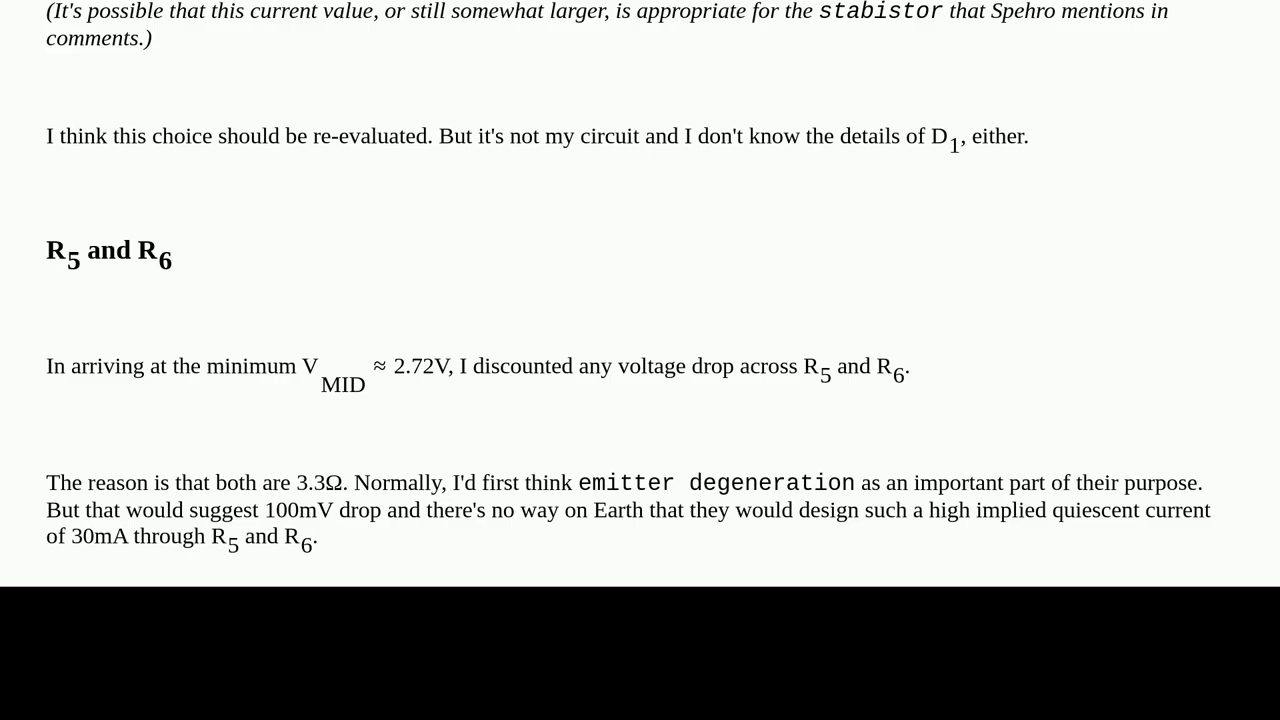 (It's possible that this current value, or still somewhat larger, is appropriate for the stabistor that Spehro mentions in
comments.)
I think this choice should be re-evaluated. But it's not my circuit and I don't know the details of D1, either.
R5 and R6
In arriving at the minimum VMID ≈ 2.72V, I discounted any voltage drop across R5 and R6.
The reason is that both are 3.3Ω. Normally, I'd first think emitter degeneration as an important part of their purpose.
But that would suggest 100mV drop and there's no way on Earth that they would design such a high implied quiescent current
of 30mA through R5 and R6.